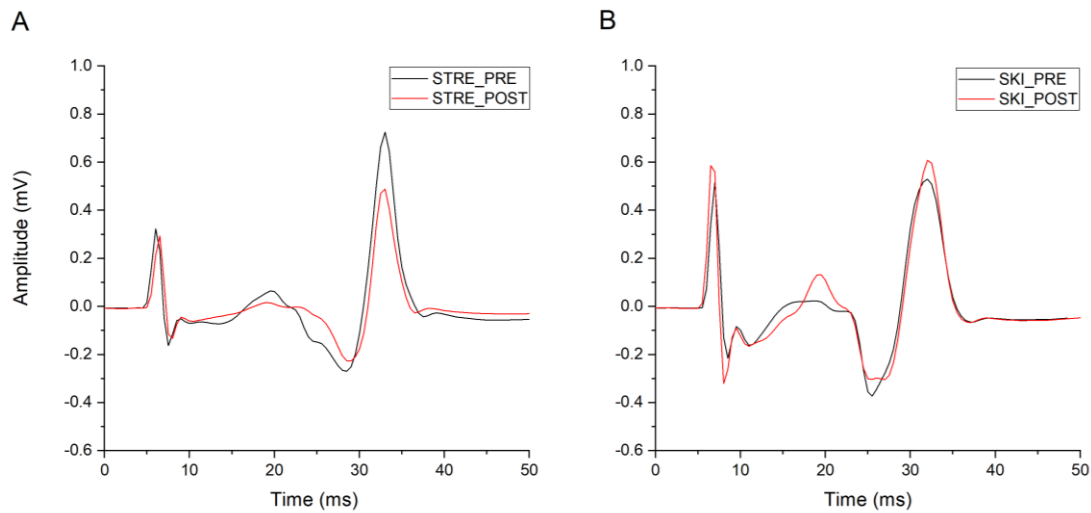 A
STRE_PRE
STRE_POST
Amplitude (mV)
1.0
0.8
0.6
0.4
0.2
0.0
-0.2
-0.4
-0.6
0 10 20 30 40 50
Time (ms)
B
SKI_PRE
SKI_POST
1.0
0.8
0.6
0.4
0.2
0.0
-0.2
-0.4
-0.6
0 10 20 30 40 50
Time (ms)